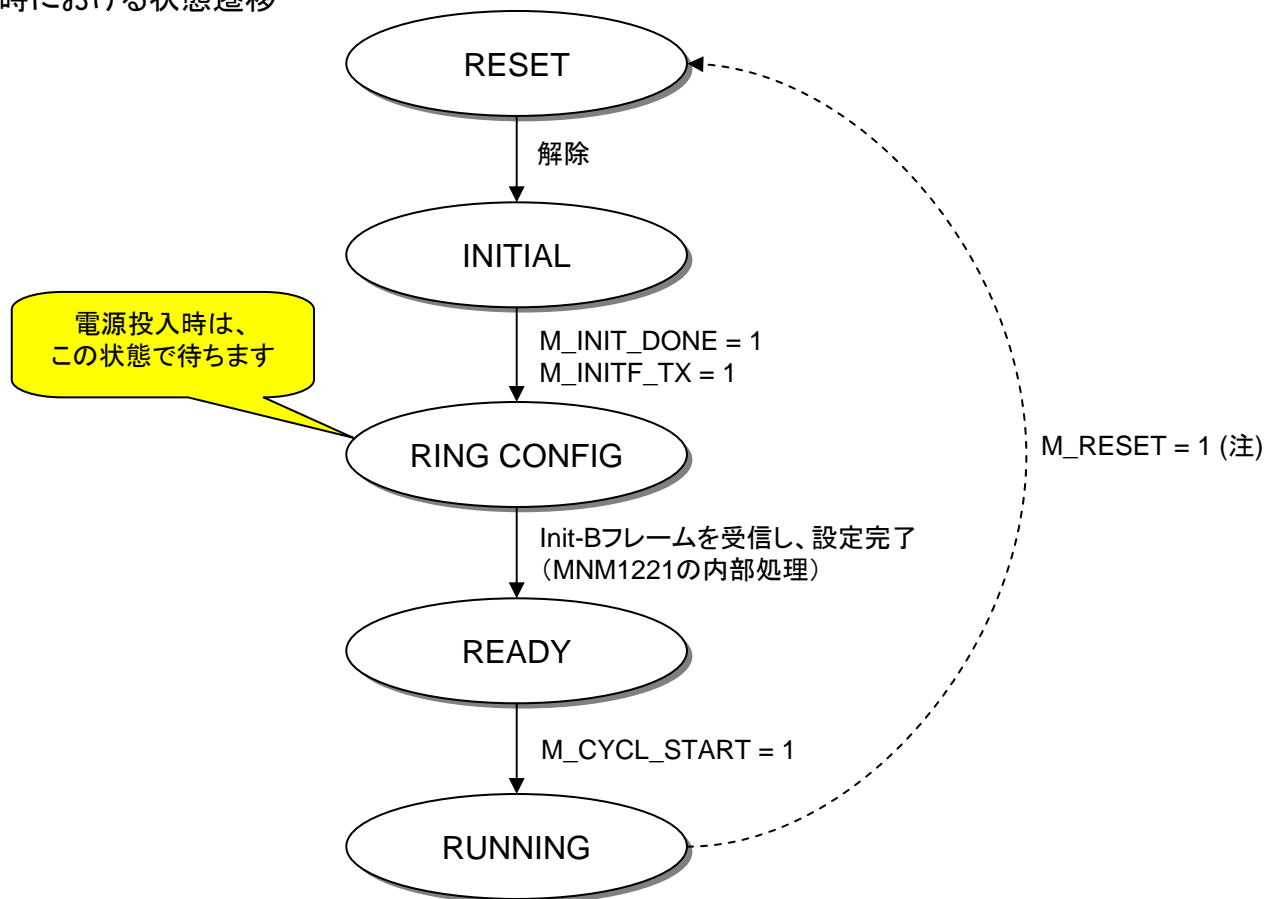 時における状態遷移
RESET
解除
INITIAL
電源投入時は、
この状態で待ちます
M_INIT_DONE = 1
M_INITF_TX = 1
RING CONFIG
M_RESET = 1 (注)
Init-Bフレームを受信し、設定完了
（MNM1221の内部処理）
READY
M_CYCL_START = 1
RUNNING